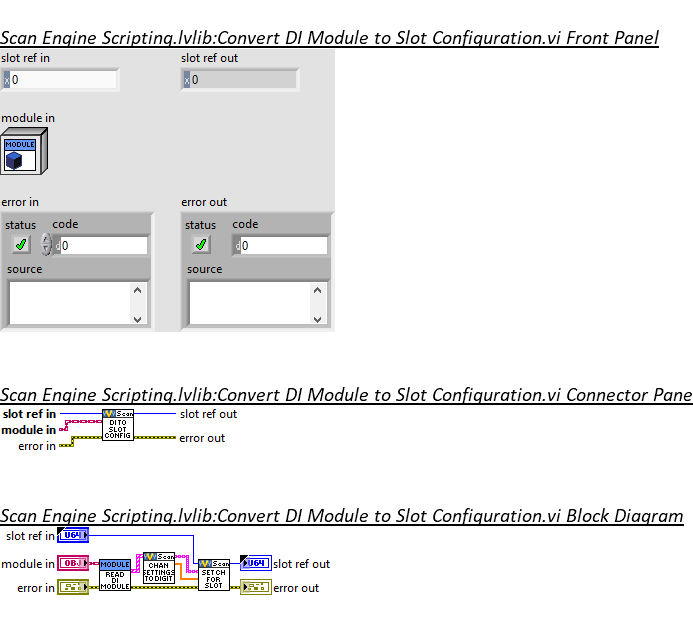 Scan Engine Scripting.lvlib:Convert DI Module to Slot Configuration.vi Front Panel
slot ref in
slot ref out
x 0
x 0
module in
MODULE
error in
error out
status code
status code
d 0
d 0
source
source
Scan Engine Scripting.lvlib:Convert DI Module to Slot Configuration.vi Connector Pane
slot ref in
module in
error in
Scan
DI TO
SLOT
CONFIG
slot ref out
error out
Scan Engine Scripting.lvlib:Convert DI Module to Slot Configuration.vi Block Diagram
slot ref in
U64
module in
OBJ
error in
MODULE
READ
DI
MODULE
Scan
CHAN
SETTINGS
TO DIGIT
Scan
SET CH
FOR
SLOT
U64
slot ref out
error out